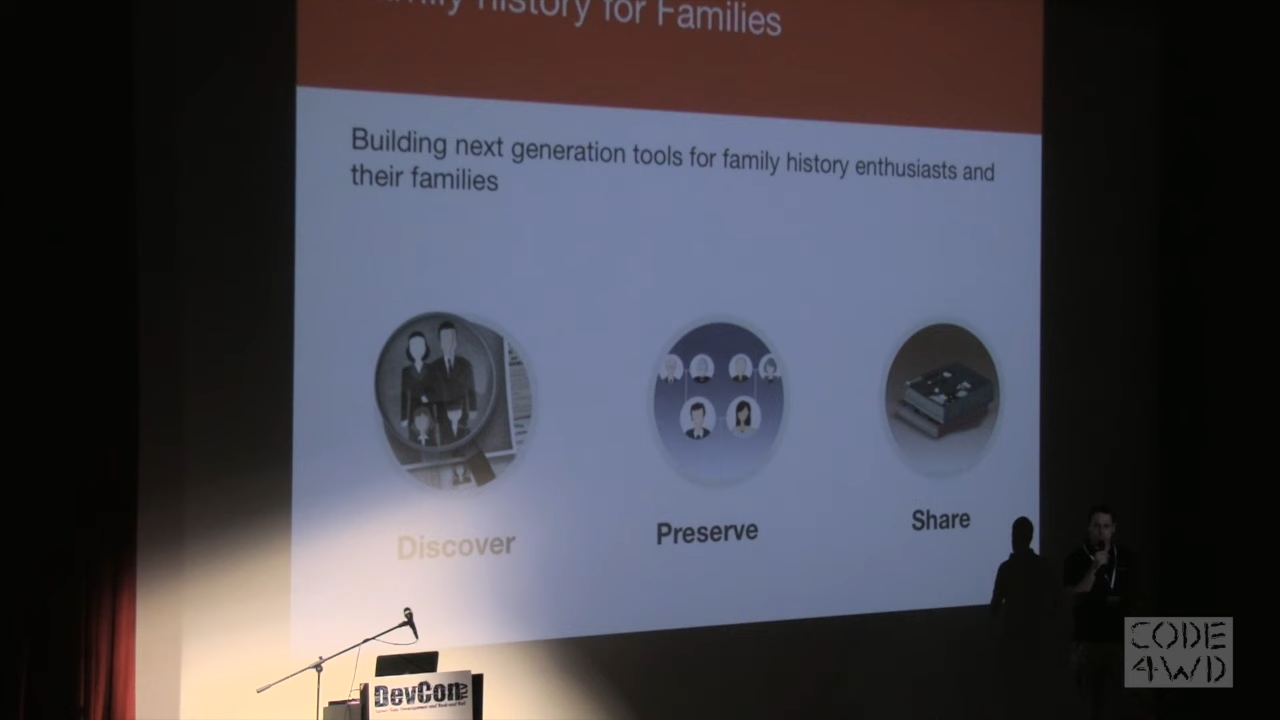 history for Families
Building next generation tools for family history enthusiasts and
their families
Discover
Preserve
Share
DevCon
CODE
4WD